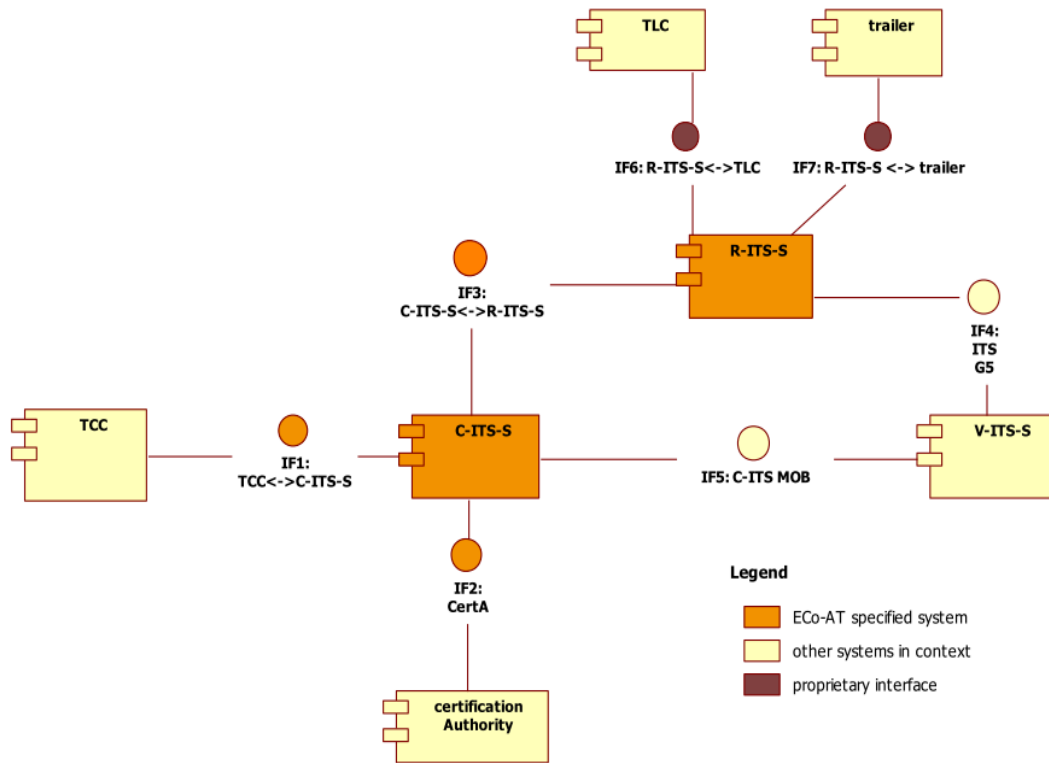 TLC
trailer
IF6: R-ITS-S<->TLC
IF7: R-ITS-S <-> trailer
R-ITS-S
IF3:
C-ITS-S<->R-ITS-S
IF4:
ITS
G5
TCC
C-ITS-S
V-ITS-S
IF1:
TCC<->C-ITS-S
IF5: C-ITS MOB
IF2:
CertA
Legend
ECo-AT specified system
other systems in context
proprietary interface
certification
Authority